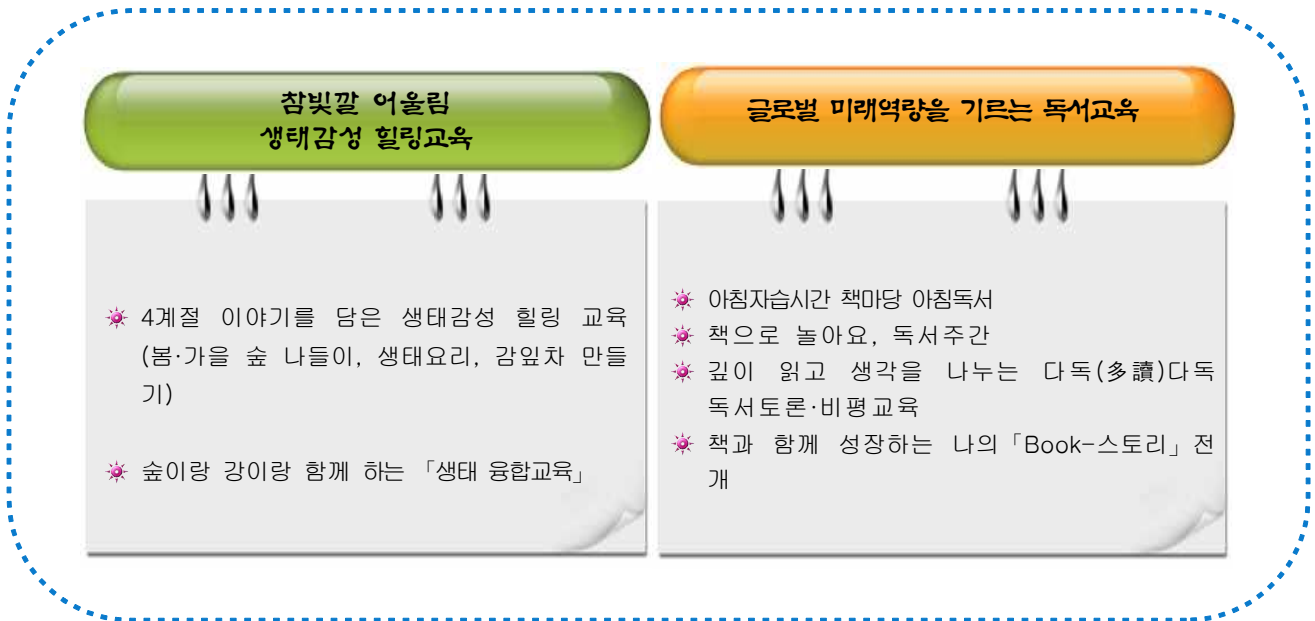 참빛깔 어울림
생태감성 힐링교육
4계절 이야기를 담은 생태감성 힐링 교육
(봄·가을 숲 나들이, 생태요리, 감잎차 만들
기)
숲이랑 강이랑 함께 하는 「생태 융합교육」
글로벌 미래역량을 기르는 독서교육
아침자습시간 책마당 아침독서
책으로 놀아요, 독서주간
깊이 읽고 생각을 나누는 다독(多讀)다독
독서토론·비평교육
책과 함께 성장하는 나의「Book-스토리」전
개